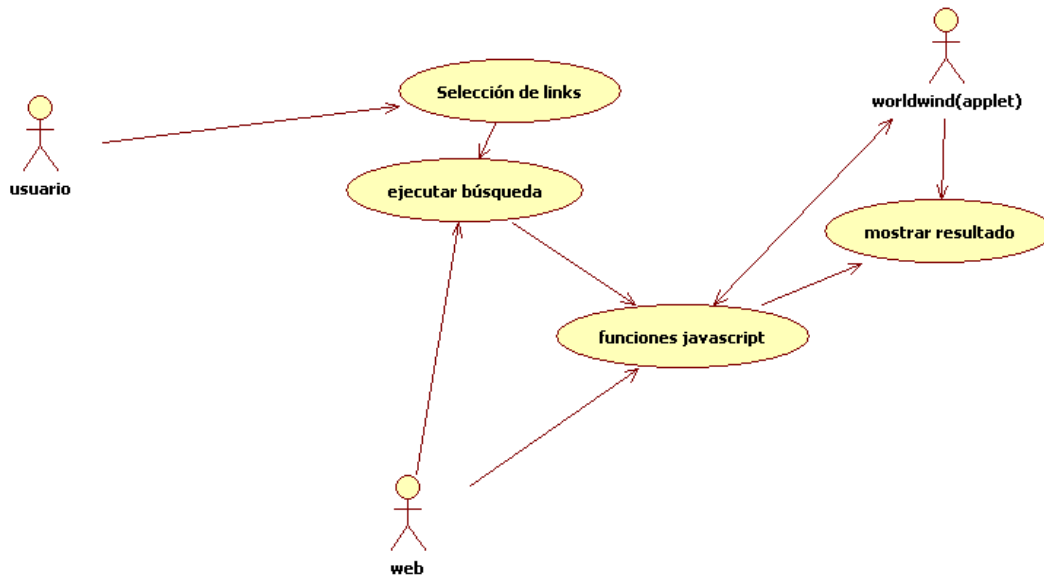 Selección de links
worldwind(applet)
usuario
ejecutar búsqueda
mostrar resultado
funciones javascript
web